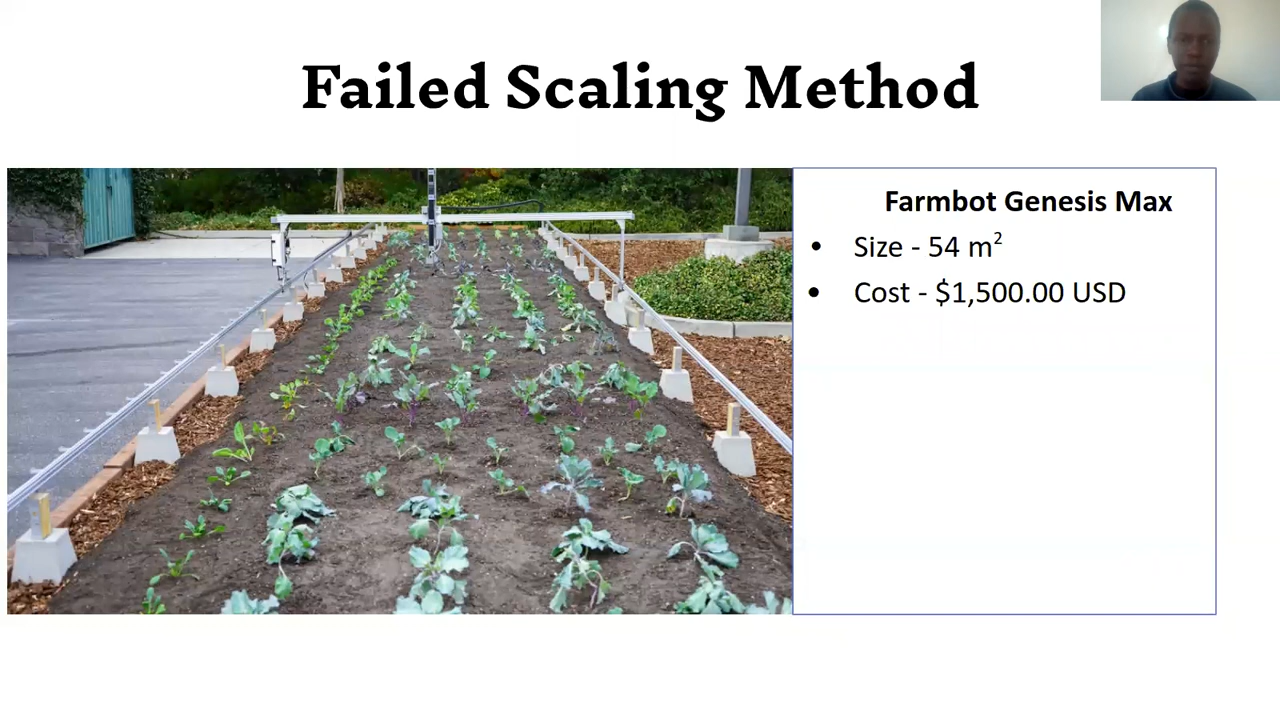 Failed Scaling Method
Farmbot Genesis Max
• Size - 54 m²
• Cost - $1,500.00 USD